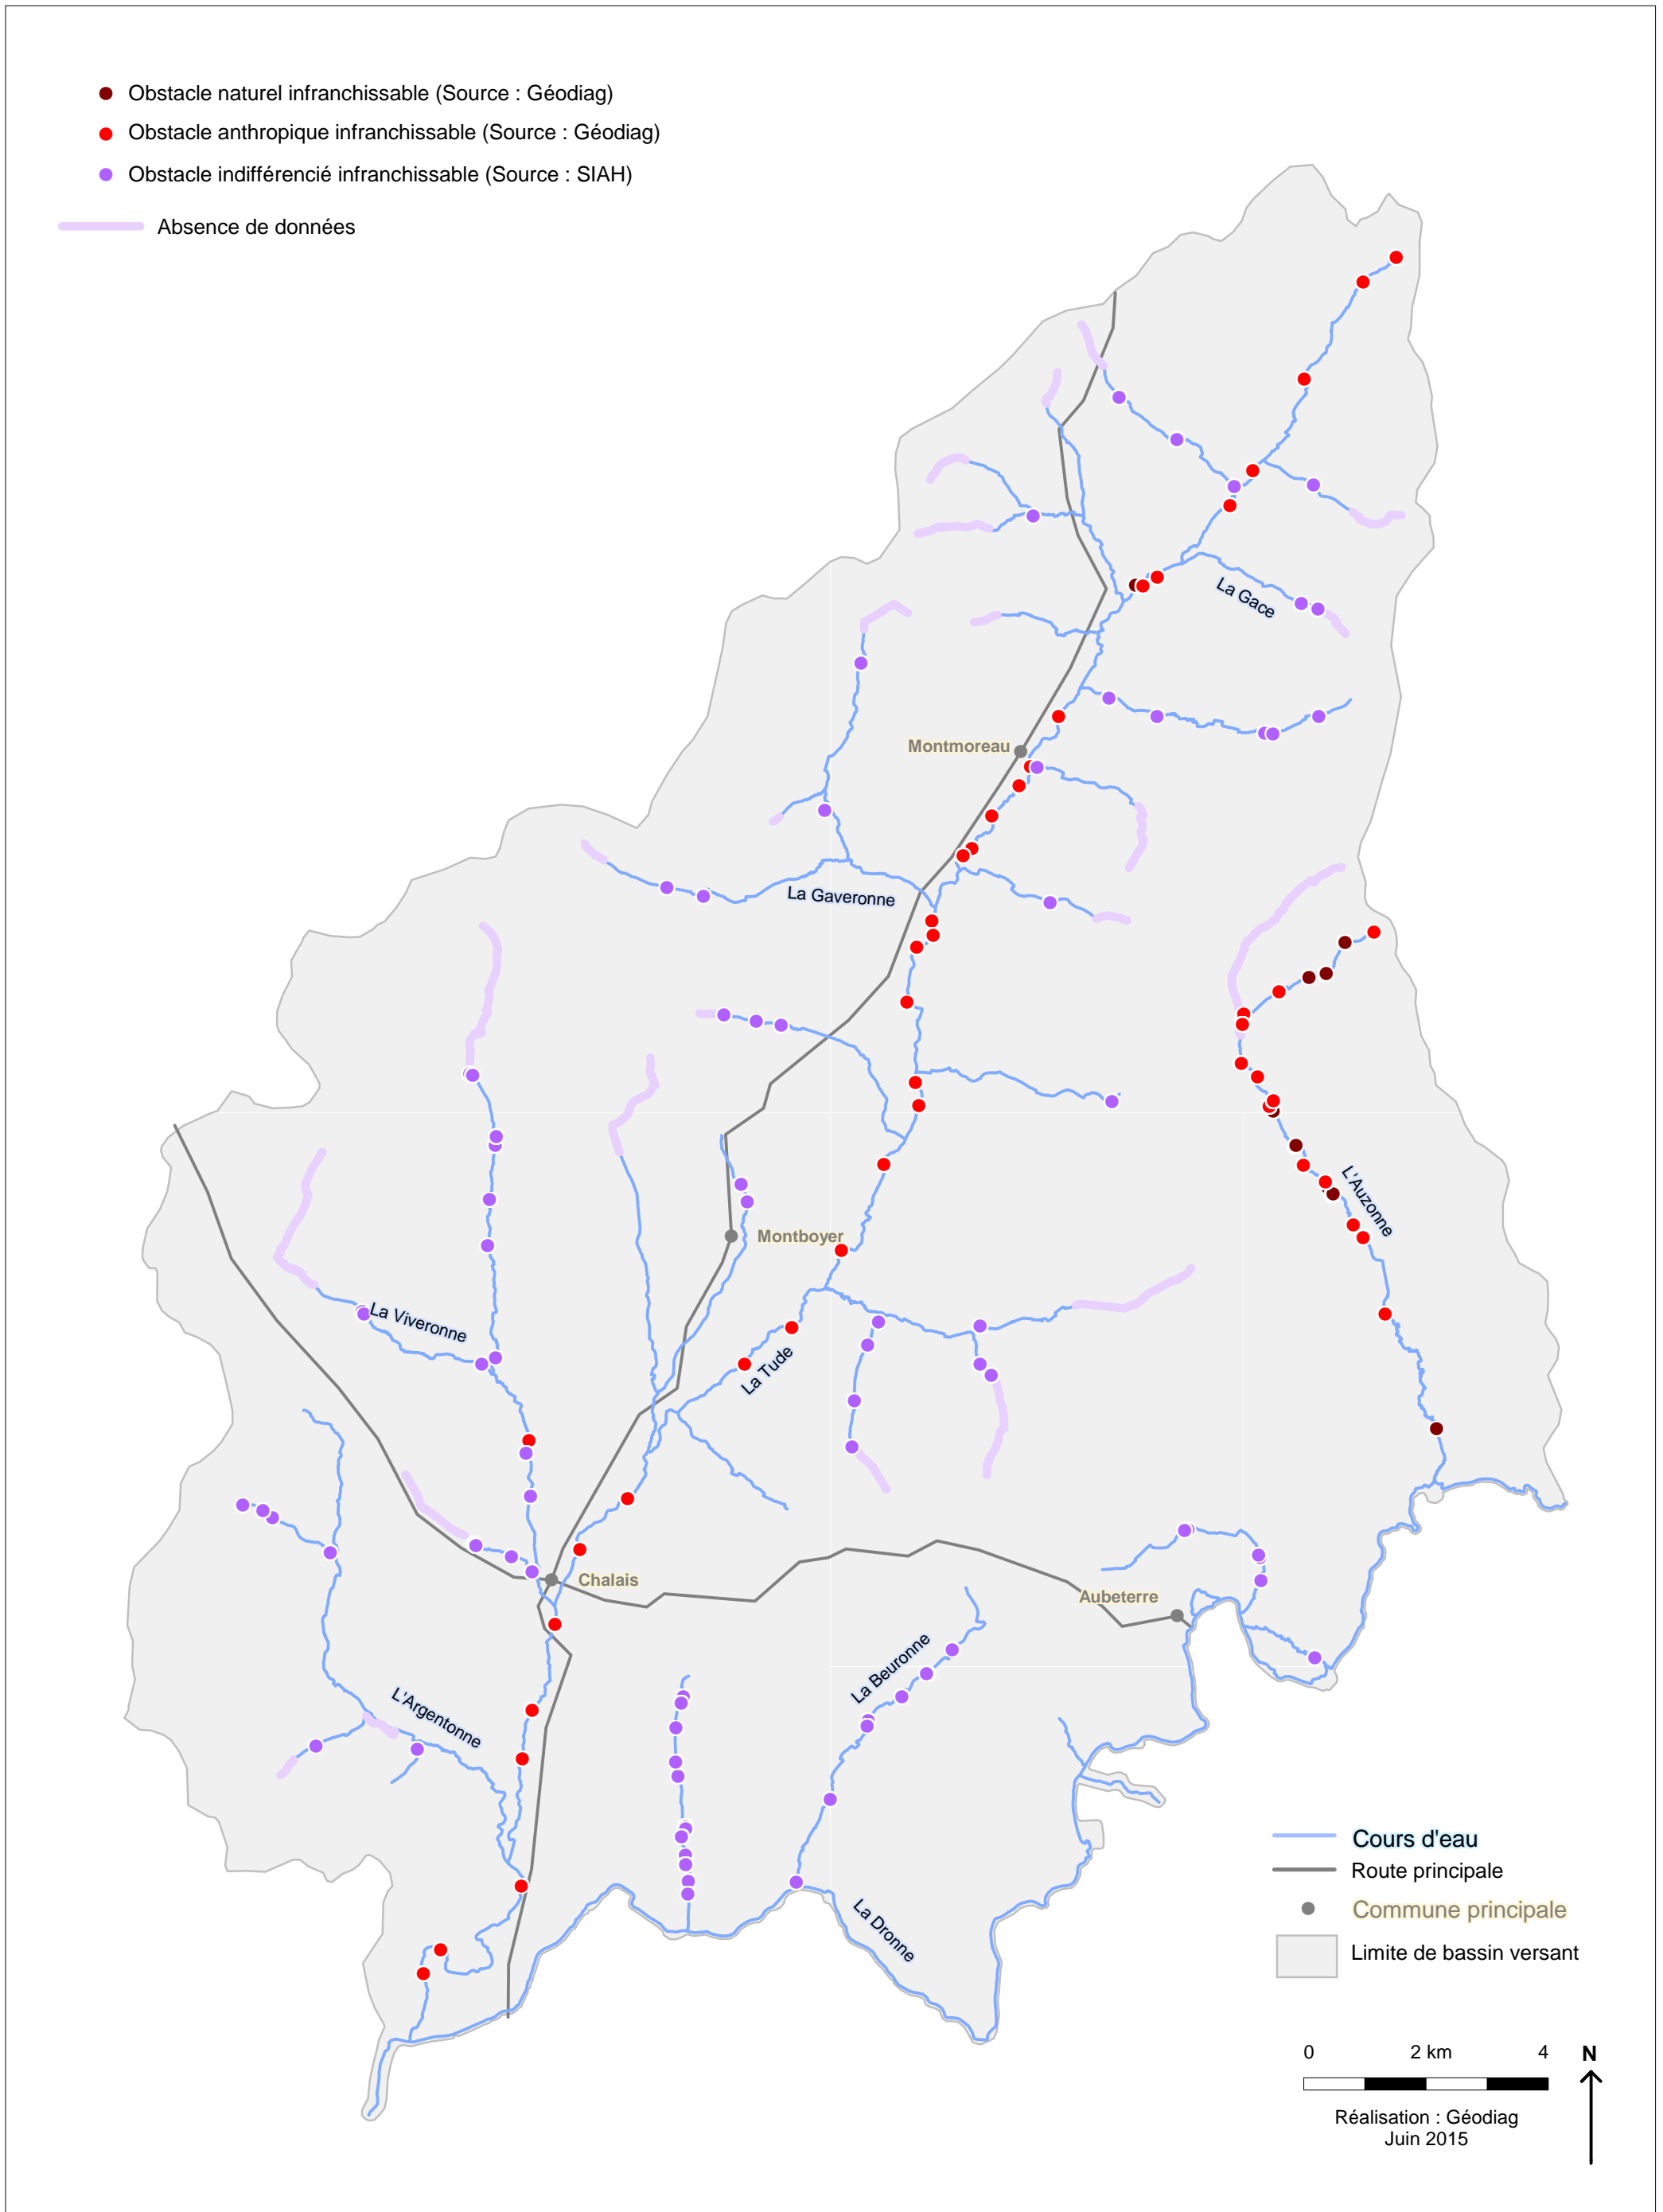 Obstacle naturel infranchissable (Source : Géodiag)
Obstacle anthropique infranchissable (Source : Géodiag)
Obstacle indifférencié infranchissable (Source : SIAH)
Absence de données
La Gace
Montmoreau
La Gaveronne
L'Auzonne
Montboyer
La Viveronne
La Tude
Chalais
Aubeterre
La Beuronne
L'Argentonne
La Dronne
Cours d'eau
Route principale
Commune principale
Limite de bassin versant
0 2 km 4 N
Réalisation : Géodiag
Juin 2015